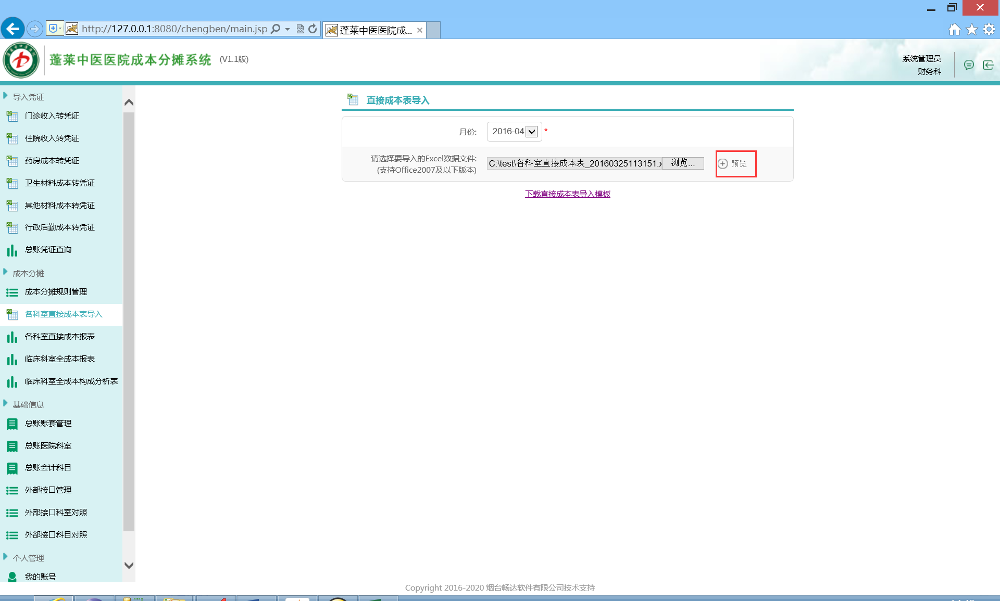 http://127.0.0.1:8080/chengben/main.jsp
蓬莱中医医院成...
蓬莱中医医院成本分摊系统 (V1.1版)
系统管理员
财务科
导入凭证
门诊收入转凭证
住院收入转凭证
药房成本转凭证
卫生材料成本转凭证
其他材料成本转凭证
行政后勤成本转凭证
总账凭证查询
成本分摊
成本分摊规则管理
各科室直接成本表导入
各科室直接成本报表
临床科室全成本报表
临床科室全成本构成分析表
基础信息
总账账套管理
总账医院科室
总账会计科目
外部接口管理
外部接口科室对照
外部接口科目对照
个人管理
我的账号
直接成本表导入
月份: 2016-04 *
请选择要导入的Excel数据文件:
(支持Office2007及以下版本)
C:\test\各科室直接成本表_20160325113151.x 浏览... 预览
下载直接成本表导入模板
Copyright 2016-2020 烟台畅达软件有限公司技术支持